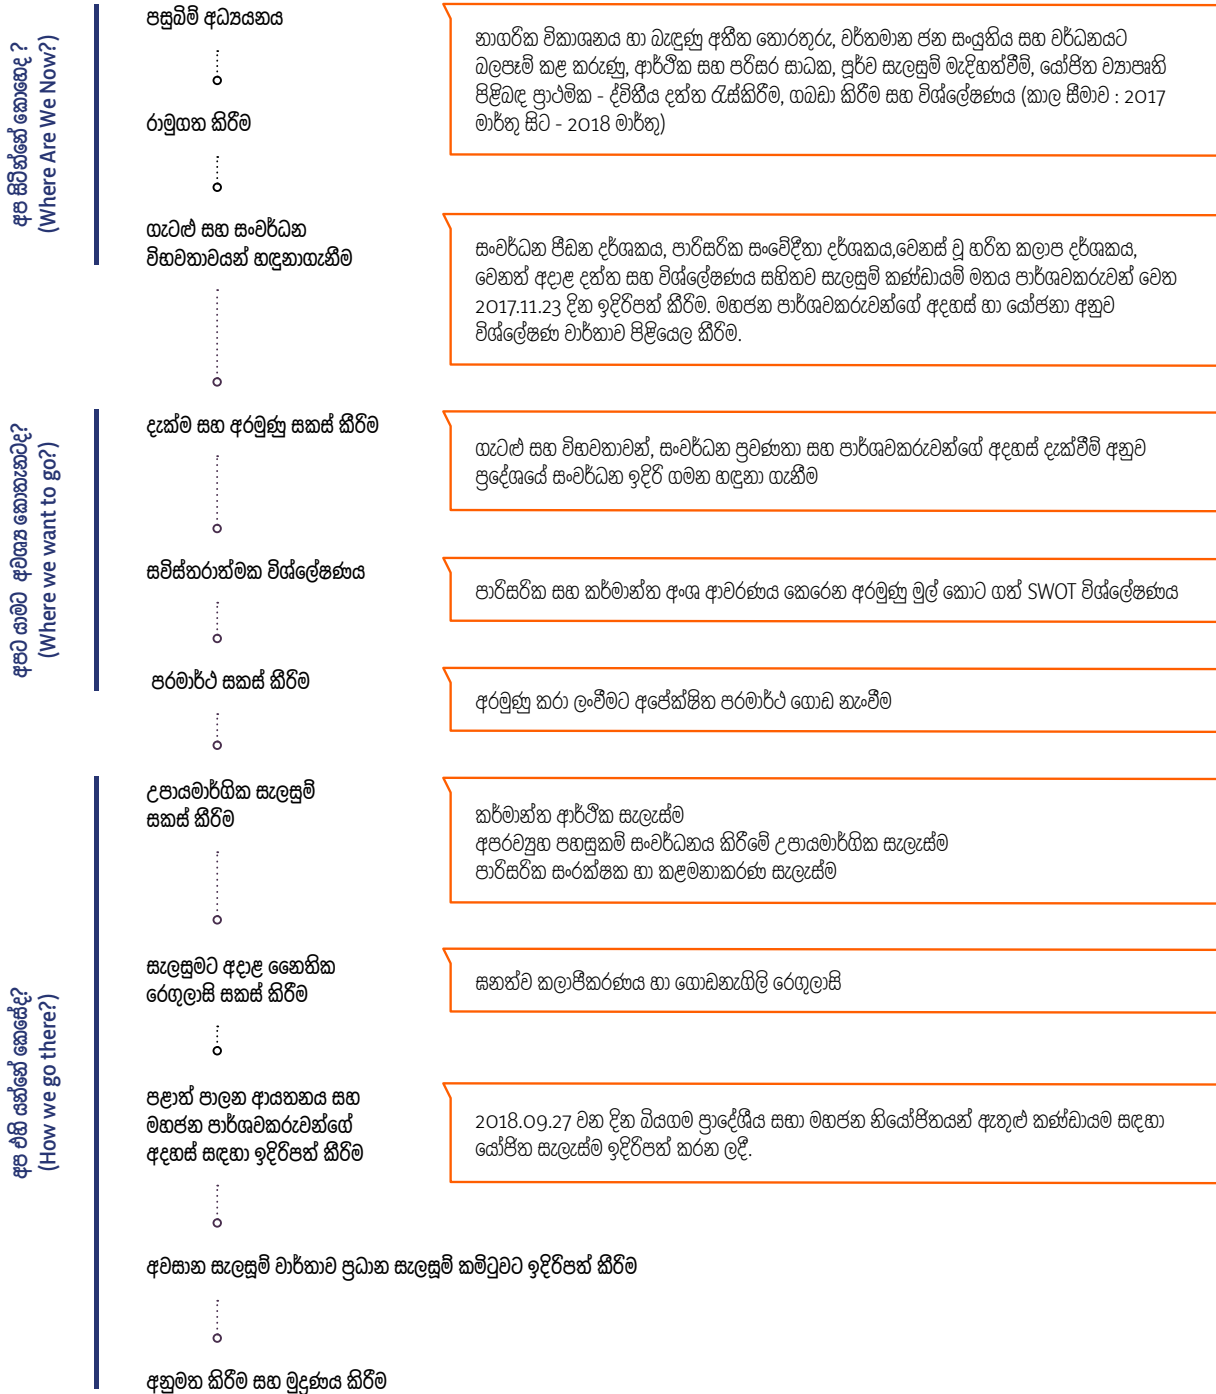 අප සිටින්නේ කොහෙද ?
(Where Are We Now?)
පසුබිම් අධ්‍යයනය
නාගරික විකාශනය හා බැඳුණු අතීත තොරතුරු, වර්තමාන ජන සංයුතිය සහ වර්ධනයට
බලපෑම් කළ කරුණු, ආර්ථික සහ පරිසර සාධක, පූර්ව සැලසුම් මැදිහත්වීම්, යෝජිත ව්‍යාපෘති
පිළිබඳ ප්‍රාථමික - ද්විතීය දත්ත රැස්කිරීම, ගබඩා කිරීම සහ විශ්ලේෂණය (කාල සීමාව : 2017
මාර්තු සිට - 2018 මාර්තු)
රාමුගත කිරීම
ගැටළු සහ සංවර්ධන
විභවතාවයන් හඳුනාගැනීම
සංවර්ධන පීඩන දර්ශකය, පාරිසරික සංවේදීතා දර්ශකය,වෙනස් වූ හරිත කලාප දර්ශකය,
වෙනත් අදාළ දත්ත සහ විශ්ලේෂණය සහිතව සැලසුම් කණ්ඩායම් මතය පාර්ශවකරුවන් වෙත
2017.11.23 දින ඉදිරිපත් කිරීම. මහජන පාර්ශවකරුවන්ගේ අදහස් හා යෝජනා අනුව
විශ්ලේෂණ වාර්තාව පිළියෙල කිරීම.
අපට යාමට අවශ්‍ය කොතැනටද?
(Where we want to go?)
දැක්ම සහ අරමුණු සකස් කිරීම
ගැටළු සහ විභවතාවන්, සංවර්ධන ප්‍රවණතා සහ පාර්ශවකරුවන්ගේ අදහස් දැක්වීම් අනුව
ප්‍රදේශයේ සංවර්ධන ඉදිරි ගමන හඳුනා ගැනීම
සවිස්තරාත්මක විශ්ලේෂණය
පාරිසරික සහ කර්මාන්ත අංශ ආවරණය කෙරෙන අරමුණු මුල් කොට ගත් SWOT විශ්ලේෂණය
පරමාර්ථ සකස් කිරීම
අරමුණු කරා ලංවීමට අපේක්ෂිත පරමාර්ථ ගොඩ නැංවීම
අප එහි යන්නේ කෙසේද?
(How we go there?)
උපායමාර්ගික සැලසුම්
සකස් කිරීම
කර්මාන්ත ආර්ථික සැලැස්ම
අපරව්‍යුහ පහසුකම් සංවර්ධනය කිරීමේ උපායමාර්ගික සැලැස්ම
පාරිසරික සංරක්ෂක හා කළමනාකරණ සැලැස්ම
සැලසුමට අදාළ නෛතික
රෙගුලාසි සකස් කිරීම
ඝනත්ව කලාපීකරණය හා ගොඩනැගිලි රෙගුලාසි
පළාත් පාලන ආයතනය සහ
මහජන පාර්ශවකරුවන්ගේ
අදහස් සඳහා ඉදිරිපත් කිරීම
2018.09.27 වන දින බියගම ප්‍රාදේශීය සභා මහජන නියෝජිතයන් ඇතුළු කණ්ඩායම සඳහා
යෝජිත සැලැස්ම ඉදිරිපත් කරන ලදී.
අවසාන සැලසූම් වාර්තාව ප්‍රධාන සැලසූම් කමිටුවට ඉදිරිපත් කිරීම
අනුමත කිරීම සහ මුද්‍රණය කිරීම